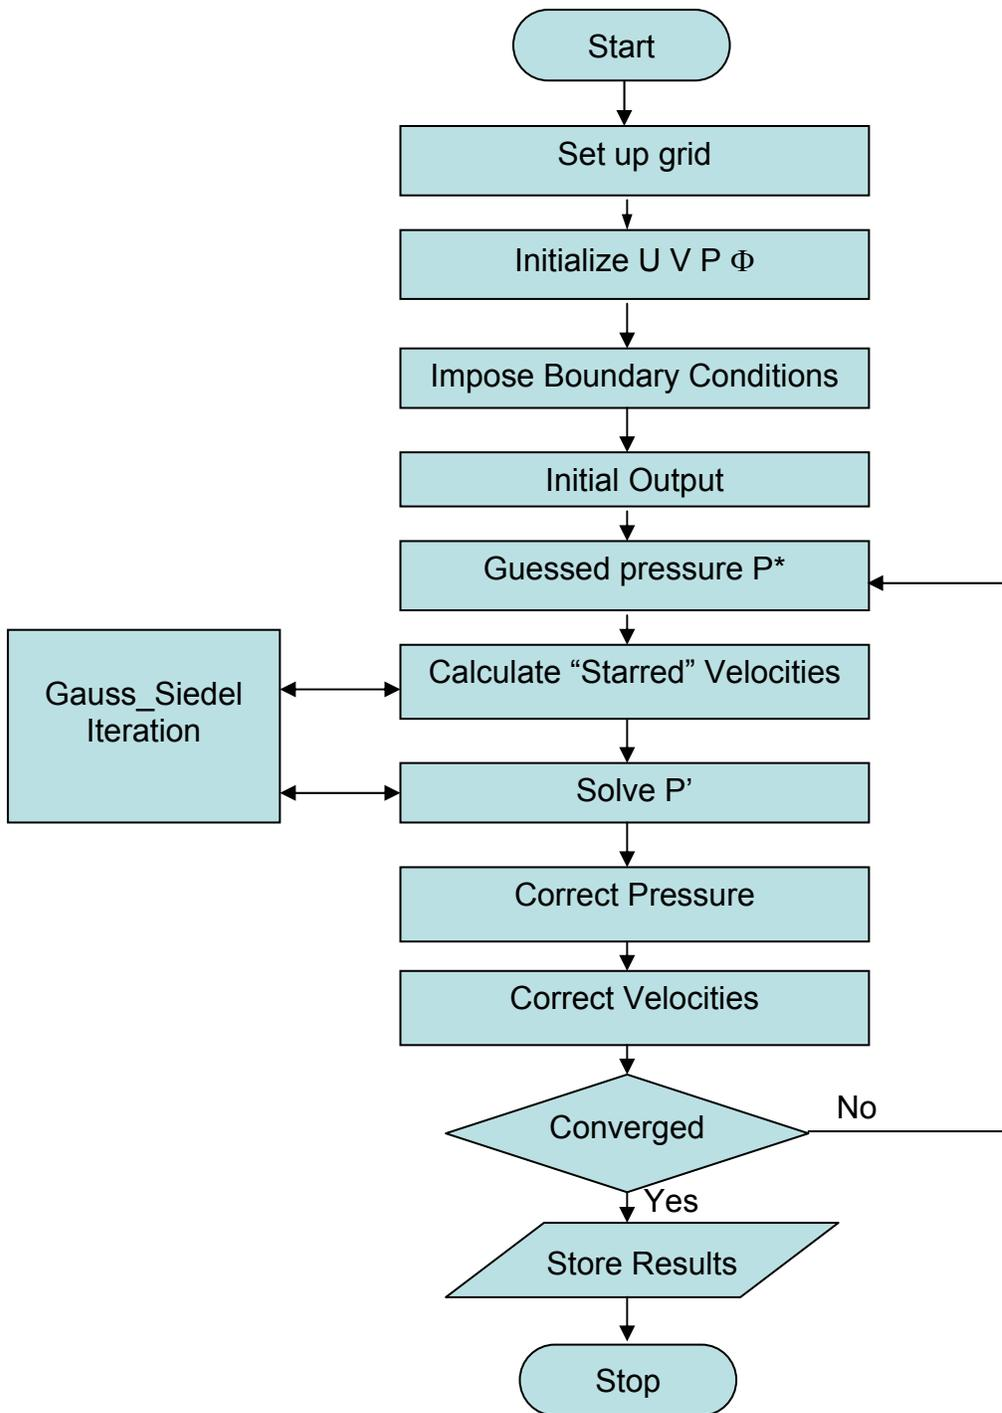 Start
Set up grid
Initialize U V P Φ
Impose Boundary Conditions
Initial Output
Guessed pressure P*
Calculate “Starred” Velocities
Gauss_Siedel
Iteration
Solve P’
Correct Pressure
Correct Velocities
Converged
No
Yes
Store Results
Stop